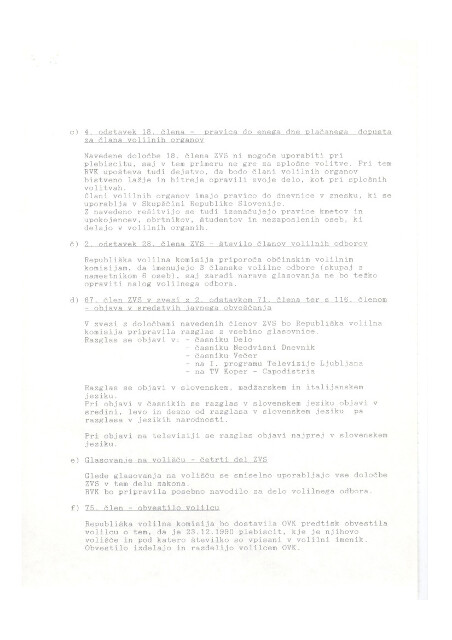 c) 4. odstavek 18. člena - pravica do enega dne plačanega dopusta
za člana volilnih organov
Navedene določbe 18. člena ZVS ni mogoče uporabiti pri
plebiscitu, saj v tem primeru ne gre za splošne volitve. Pri tem
RVK upošteva tudi dejstvo, da bodo člani volilnih organov
bistveno lažje in hitreje opravili svoje delo, kot pri splošnih
volitvah.
Člani volilnih organov imajo pravico do dnevnice v znesku, ki se
uporablja v Skupščini Republike Slovenije.
Z navedeno rešitvijo se tudi izenačujejo pravice kmetov in
upokojencev, obrtnikov, študentov in nezaposlenih oseb, ki
delajo v volilnih organih.
č) 2. odstavek 26. člena ZVS - število članov volilnih odborov
Republiška volilna komisija priporoča občinskim volilnim
komisijam, da imenujejo 3 članske volilne odbore (skupaj z
namestnikom 6 oseb), saj zaradi narave glasovanja ne bo težko
opraviti nalog volilnega odbora.
d) 67. člen ZVS v zvezi z 2. odstavkom 71. člena ter s 116. členom
- objava v sredstvih javnega obveščanja
V zvezi z določbami navedenih členov ZVS bo Republiška volilna
komisija pripravila razglas z vsebino glasovnice.
Razglas se objavi v: - časniku Delo
- časniku Neodvisni Dnevnik
- časniku Večer
- na I. programu Televizije Ljubljana
- na TV Koper - Capodistria
Razglas se objavi v slovenskem, madžarskem in italijanskem
jeziku.
Pri objavi v časnikih se razglas v slovenskem jeziku objavi v
sredini, levo in desno od razglasa v slovenskem jeziku pa
razglasa v jezikih narodnosti.
Pri objavi na televiziji se razglas objavi najprej v slovenskem
jeziku.
e) Glasovanje na volišču - četrti del ZVS
Glede glasovanja na volišču se smiselno uporabljajo vse določbe
ZVS v tem delu zakona.
RVK bo pripravila posebno navodilo za delo volilnega odbora.
f) 75. člen - obvestilo volilcu
Republiška volilna komisija bo dostavila OVK predtisk obvestila
volilcu o tem, da je 23.12.1990 plebiscit, kje je njihovo
volišče in pod katero številko so vpisani v volilni imenik.
Obvestilo izdelajo in razdelijo volilcem OVK.